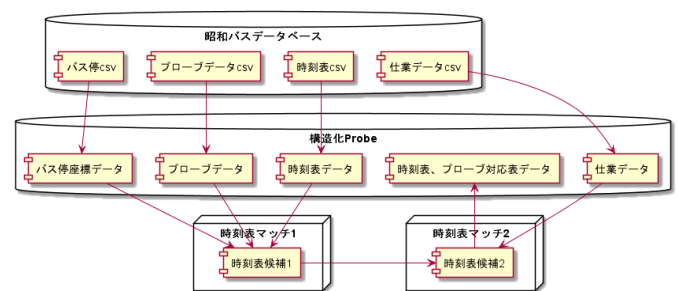 昭和バスデータベース
バス停csv
プローブデータcsv
時刻表csv
仕業データcsv
構造化Probe
バス停座標データ
プローブデータ
時刻表データ
時刻表、プローブ対応表データ
仕業データ
時刻表マッチ1
時刻表マッチ2
時刻表候補1
時刻表候補2